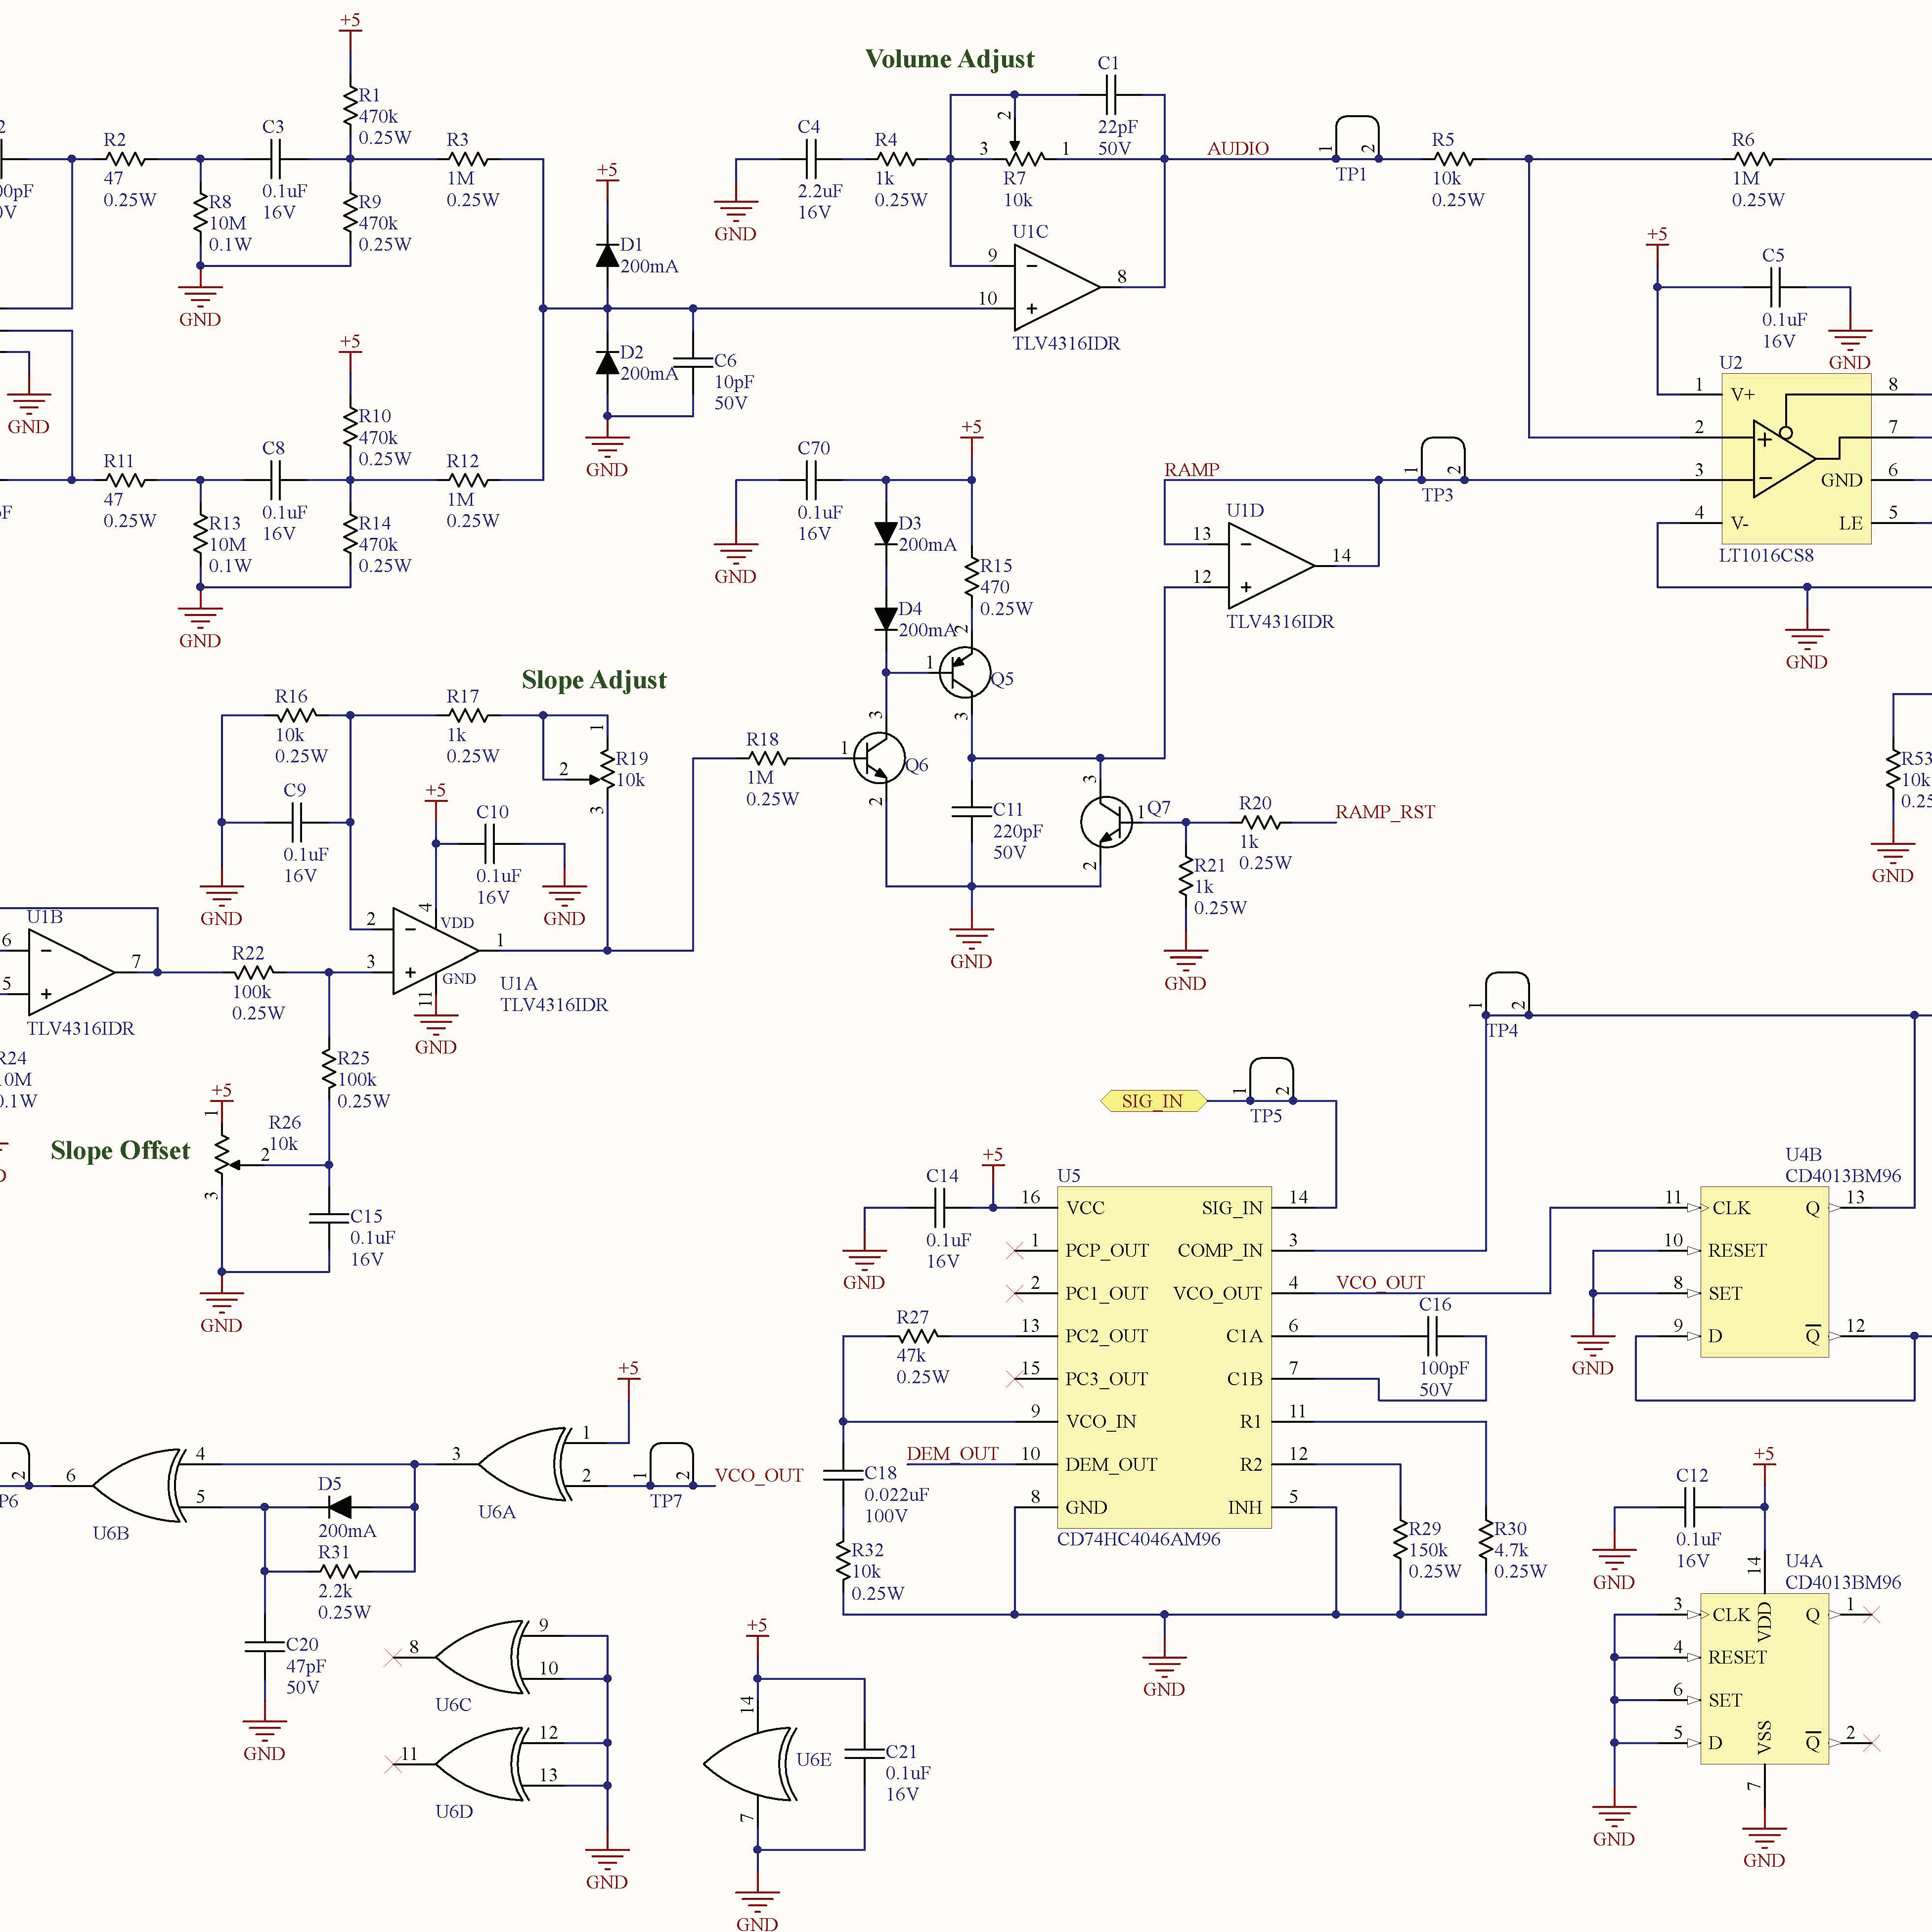 +5
Volume Adjust
C1
22pF
50V
R1
470k
0.25W
R2
47
0.25W
C3
0.1uF
16V
R3
1M
0.25W
R8
10M
0.1W
R9
470k
0.25W
GND
+5
D1
200mA
D2
200mA
C6
10pF
50V
GND
C4
2.2uF
16V
GND
R4
1k
0.25W
2
3
1
R7
10k
U1C
9
10
8
TLV4316IDR
AUDIO
1
2
TP1
R5
10k
0.25W
R6
1M
0.25W
+5
C5
0.1uF
16V
GND
U2
1
V+
2
3
4
V-
8
7
6
GND
5
LE
LT1016CS8
GND
GND
+5
R10
470k
0.25W
R11
47
0.25W
C8
0.1uF
16V
R12
1M
0.25W
R13
10M
0.1W
R14
470k
0.25W
GND
C70
0.1uF
16V
GND
+5
D3
200mA
D4
200mA
R15
470
0.25W
2
1
Q5
3
RAMP
U1D
13
12
14
TLV4316IDR
1
2
TP3
Slope Adjust
R16
10k
0.25W
R17
1k
0.25W
1
2
R19
10k
3
C9
0.1uF
16V
GND
+5
C10
0.1uF
16V
GND
R18
1M
0.25W
3
1
Q6
2
C11
220pF
50V
GND
3
1
Q7
2
R20
1k
0.25W
RAMP_RST
R21
1k
0.25W
GND
R53
10k
GND
U1B
6
5
7
TLV4316IDR
R22
100k
0.25W
2
3
4
VDD
GND
11
1
U1A
TLV4316IDR
GND
R25
100k
0.25W
+5
1
R26
10k
2
3
Slope Offset
C15
0.1uF
16V
GND
1
2
TP4
SIG_IN
1
2
TP5
+5
C14
0.1uF
16V
GND
U5
16
VCC
SIG_IN
14
1
PCP_OUT
COMP_IN
3
2
PC1_OUT
VCO_OUT
4
13
PC2_OUT
C1A
6
15
PC3_OUT
C1B
7
9
VCO_IN
R1
11
10
DEM_OUT
R2
12
8
GND
INH
5
CD74HC4046AM96
R27
47k
0.25W
DEM_OUT
C18
0.022uF
100V
R32
10k
0.25W
VCO_OUT
C16
100pF
50V
R29
150k
0.25W
R30
4.7k
0.25W
GND
U4B
CD4013BM96
11
CLK
Q
13
10
RESET
8
SET
9
D
Q
12
GND
+5
C12
0.1uF
16V
GND
U4A
CD4013BM96
14
VDD
3
CLK
Q
1
4
RESET
6
SET
5
D
VSS
Q
2
7
GND
GND
+5
1
2
3
U6A
1
2
TP7
VCO_OUT
2
6
4
5
U6B
D5
200mA
R31
2.2k
0.25W
C20
47pF
50V
GND
8
9
10
U6C
11
12
13
U6D
GND
+5
14
U6E
7
C21
0.1uF
16V
GND